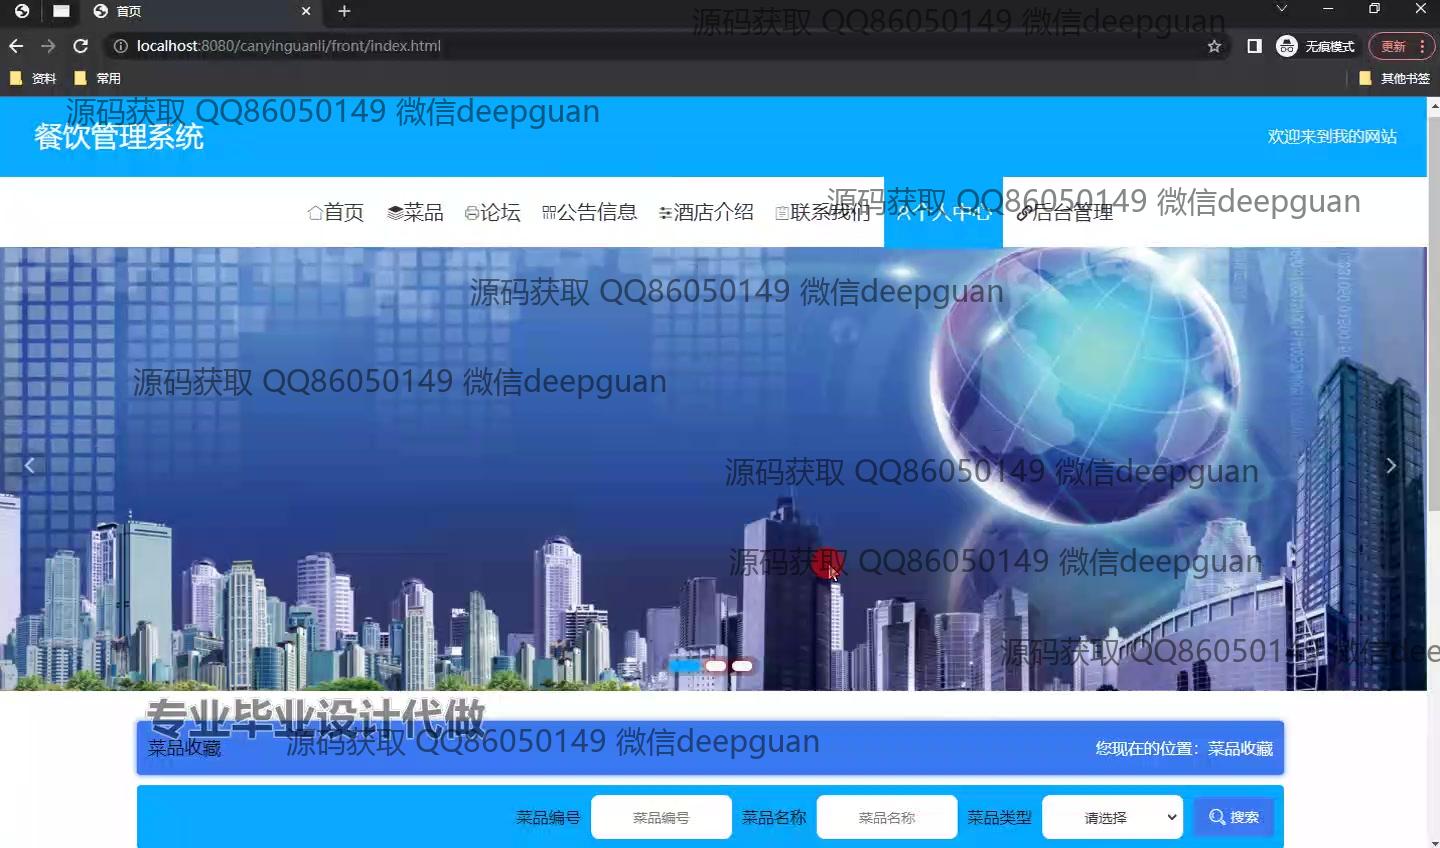 首页
源码获取 QQ86050149 微信deepguan
localhost:8080/canyinguanli/front/index.html
无痕模式
更新
资料
常用
其他书签
源码获取 QQ86050149 微信deepguan
餐饮管理系统
欢迎来到我的网站
源码获取 QQ86050149 微信deepguan
首页 菜品 论坛 公告信息 酒店介绍 联系我们 个人中心 后台管理
源码获取 QQ86050149 微信deepguan
源码获取 QQ86050149 微信deepguan
源码获取 QQ86050149 微信deepguan
源码获取 QQ86050149 微信deepguan
源码获取 QQ86050149 微信dee
专业毕业设计代做
源码获取 QQ86050149 微信deepguan
菜品收藏
您现在的位置：菜品收藏
菜品编号 菜品编号 菜品名称 菜品名称 菜品类型 请选择 搜索